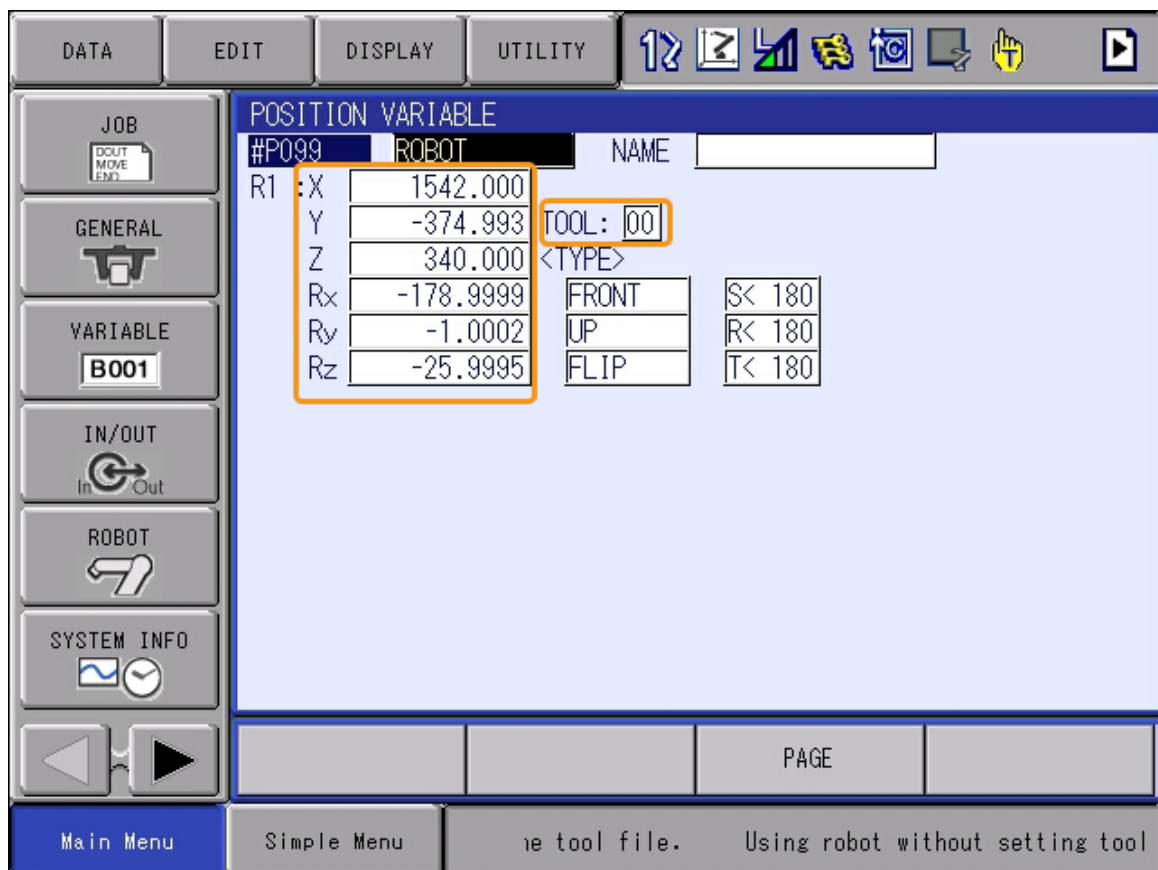 DATA EDIT DISPLAY UTILITY
JOB
DOUT
MOVE
END
GENERAL
VARIABLE
B001
IN/OUT
In Out
ROBOT
SYSTEM INFO
POSITION VARIABLE
#P099 ROBOT NAME
R1 :X 1542.000
Y -374.993 TOOL: 00
Z 340.000 <TYPE>
Rx -178.9999 FRONT S< 180
Ry -1.0002 UP R< 180
Rz -25.9995 FLIP T< 180
PAGE
Main Menu Simple Menu ne tool file. Using robot without setting tool